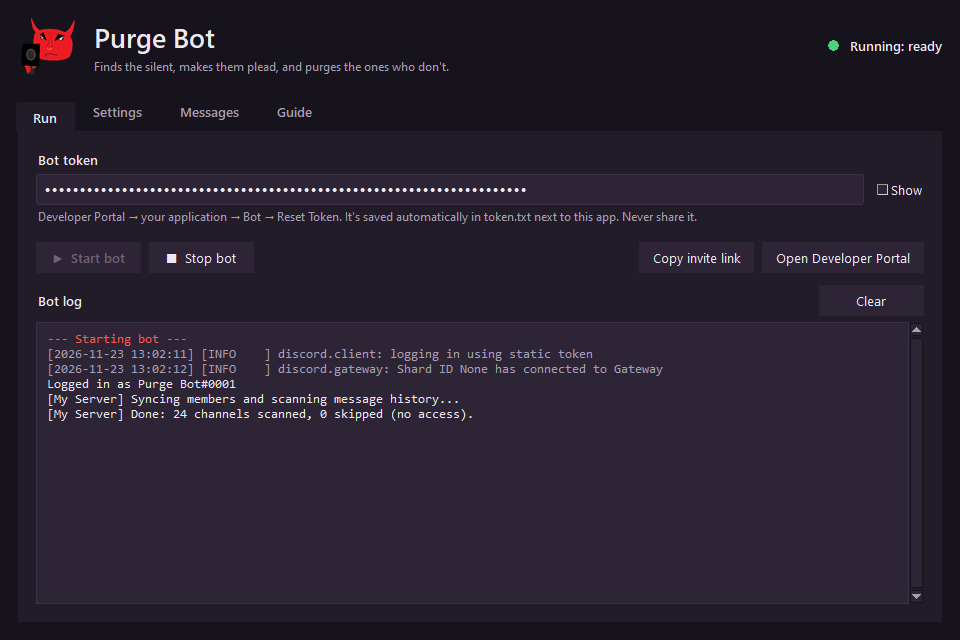 Purge Bot
Finds the silent, makes them plead, and purges the ones who don't.
Running: ready
Run
Settings
Messages
Guide
Bot token
••••••••••••••••••••••••••••••••••••••••••••••••••••••••••••••••••••••
Show
Developer Portal → your application → Bot → Reset Token. It's saved automatically in token.txt next to this app. Never share it.
▶ Start bot
■ Stop bot
Copy invite link
Open Developer Portal
Bot log
Clear
--- Starting bot ---
[2026-11-23 13:02:11] [INFO    ] discord.client: logging in using static token
[2026-11-23 13:02:12] [INFO    ] discord.gateway: Shard ID None has connected to Gateway
Logged in as Purge Bot#0001
[My Server] Syncing members and scanning message history...
[My Server] Done: 24 channels scanned, 0 skipped (no access).